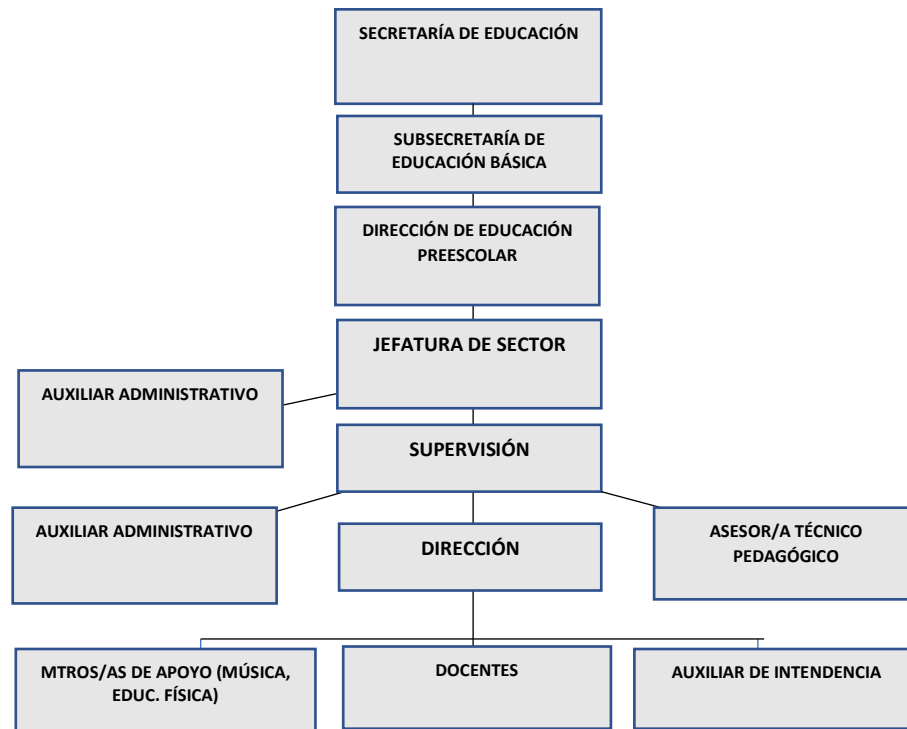 SECRETARÍA DE EDUCACIÓN
SUBSECRETARÍA DE
EDUCACIÓN BÁSICA
DIRECCIÓN DE EDUCACIÓN
PREESCOLAR
JEFATURA DE SECTOR
AUXILIAR ADMINISTRATIVO
SUPERVISIÓN
AUXILIAR ADMINISTRATIVO
DIRECCIÓN
ASESOR/A TÉCNICO
PEDAGÓGICO
MTROS/AS DE APOYO (MÚSICA,
EDUC. FÍSICA)
DOCENTES
AUXILIAR DE INTENDENCIA